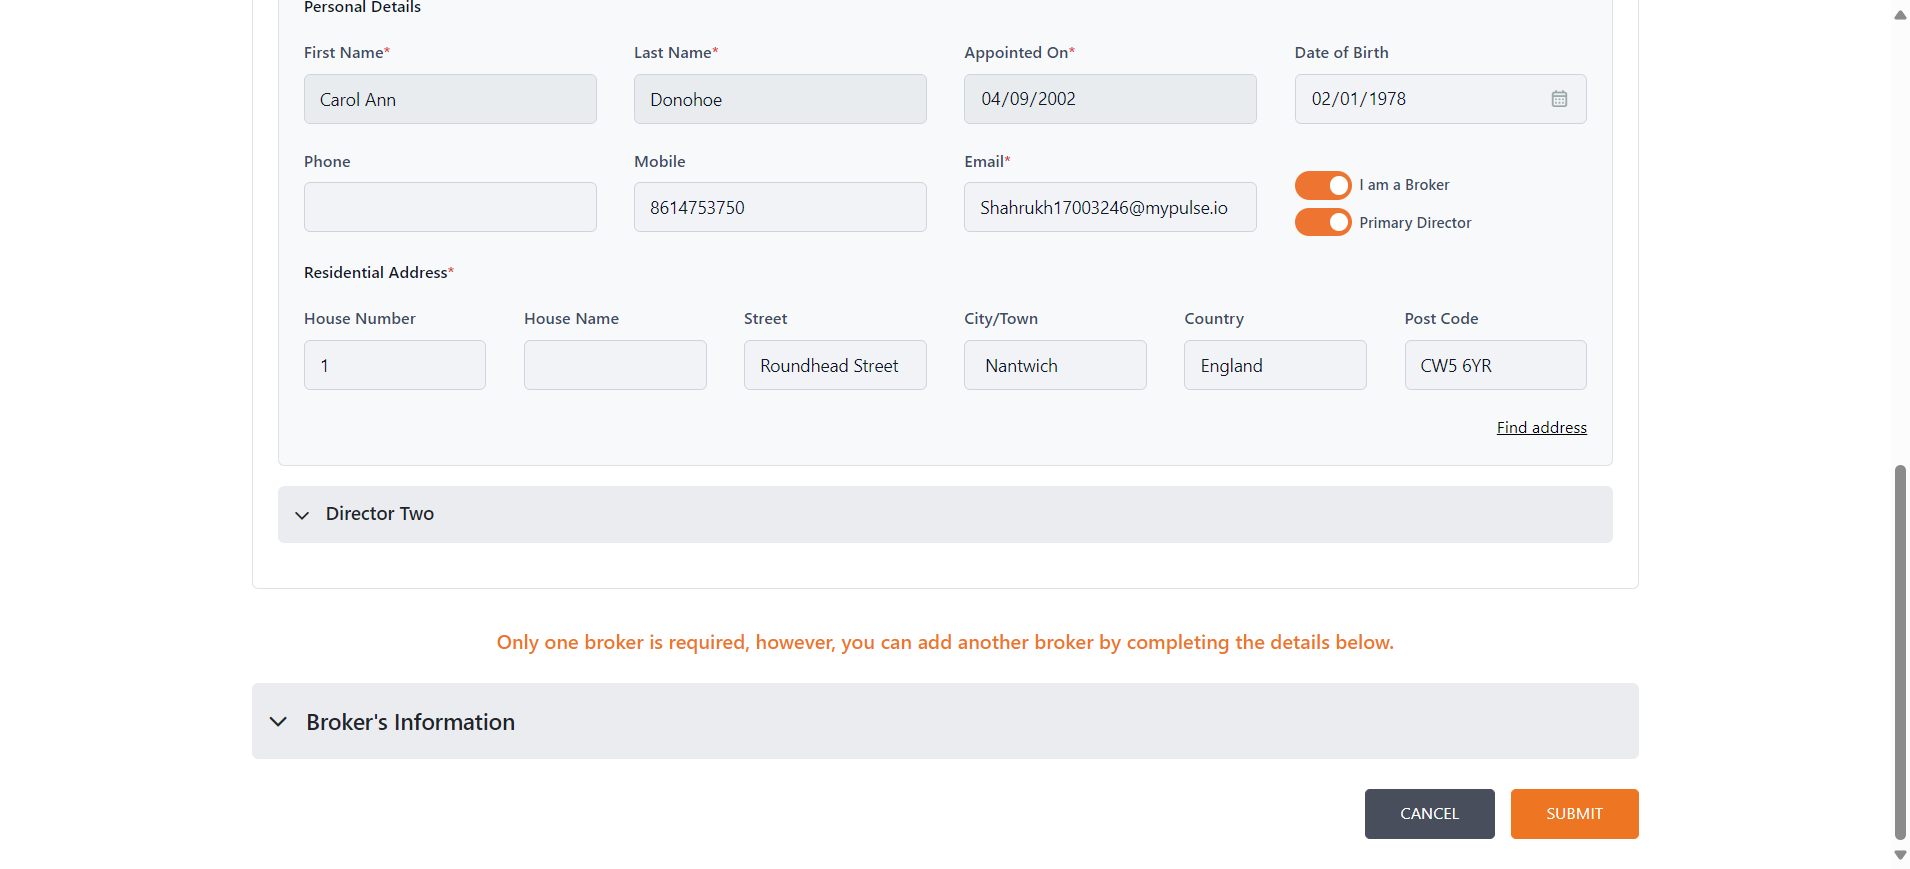 Personal Details
First Name* Last Name* Appointed On* Date of Birth
Carol Ann Donohoe 04/09/2002 02/01/1978
Phone Mobile Email*
I am a Broker
8614753750 Shahrukh17003246@mypulse.io
Primary Director
Residential Address*
House Number House Name Street City/Town Country Post Code
1 Roundhead Street Nantwich England CW5 6YR
Find address
Director Two
Only one broker is required, however, you can add another broker by completing the details below.
Broker's Information
CANCEL SUBMIT